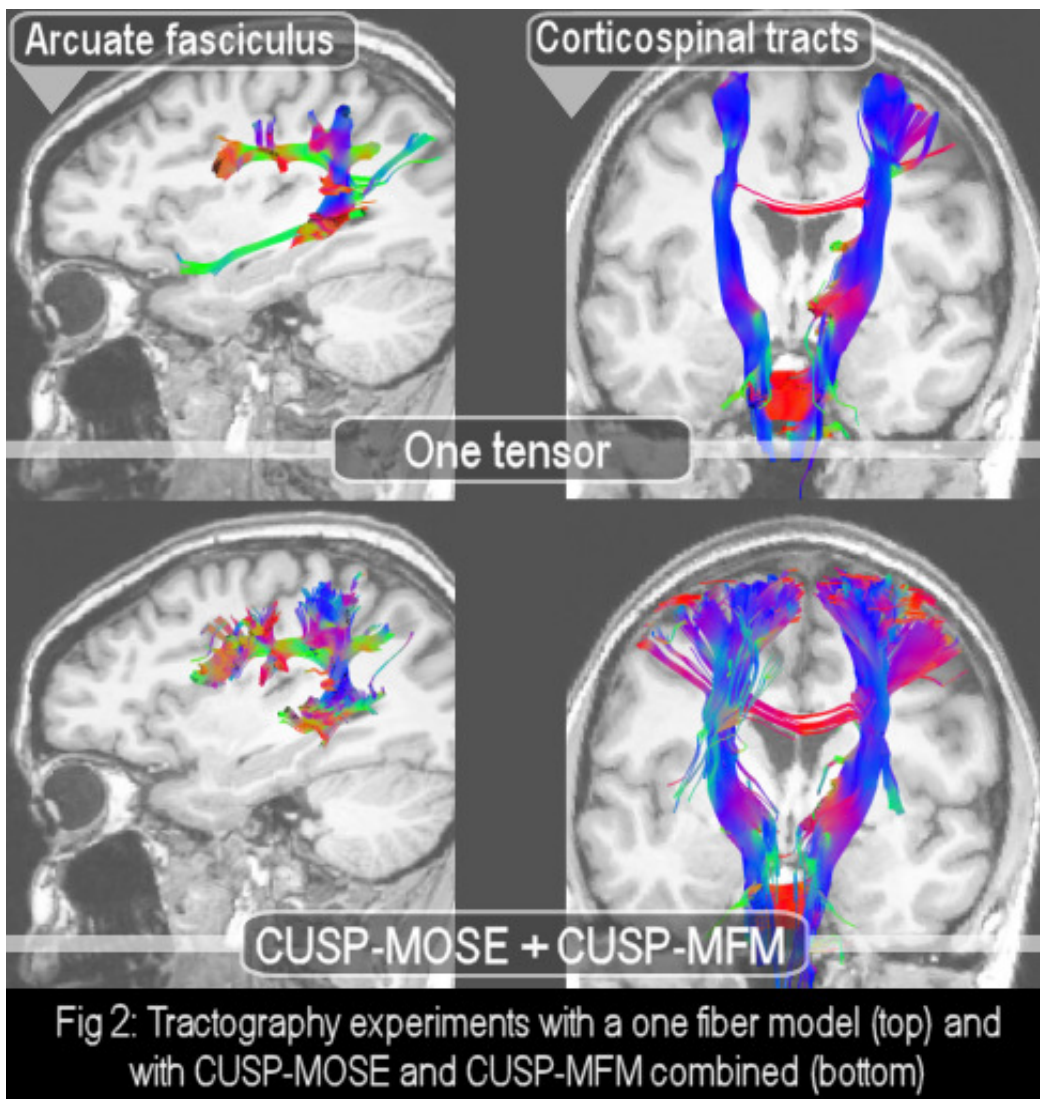 Arcuate fasciculus
Corticospinal tracts
One tensor
CUSP-MOSE + CUSP-MFM
Fig 2: Tractography experiments with a one fiber model (top) and
with CUSP-MOSE and CUSP-MFM combined (bottom)